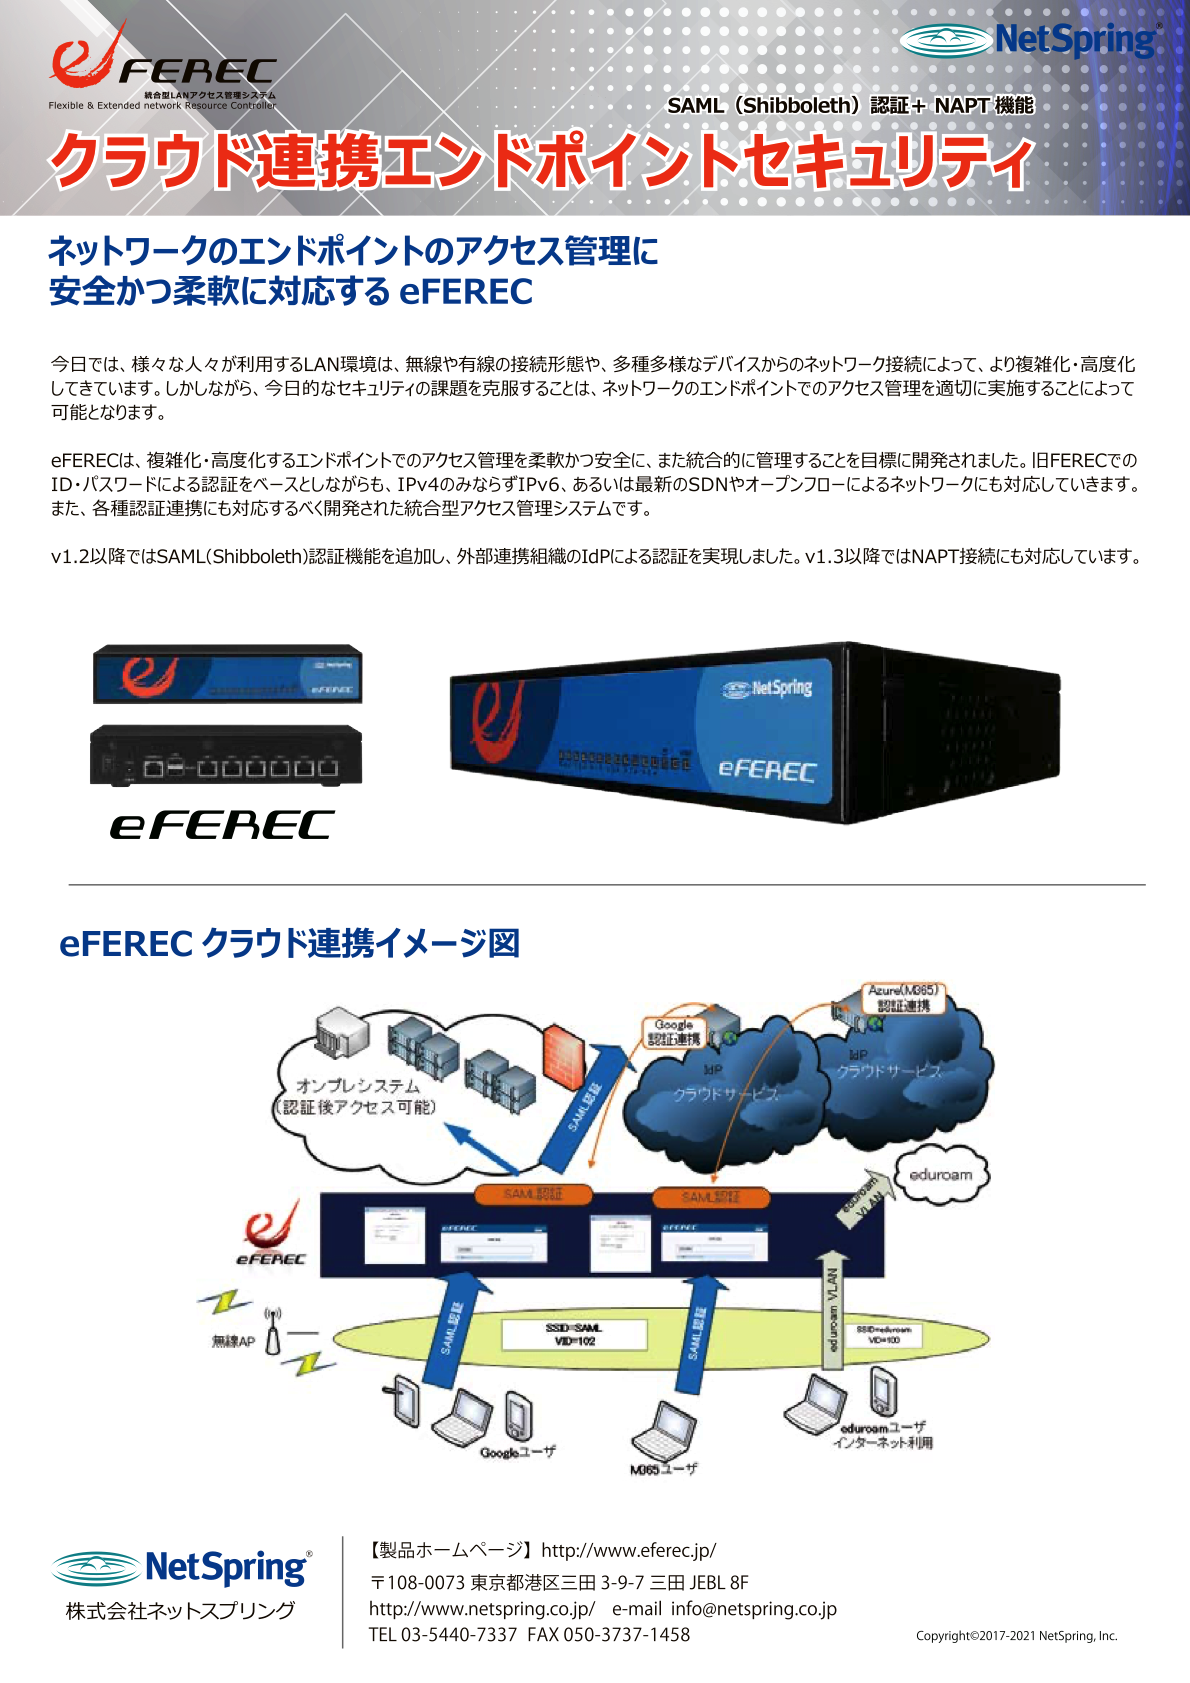 eFEREC
統合型LANアクセス管理システム
Flexible & Extended network Resource Controller
NetSpring®
SAML（Shibboleth）認証＋ NAPT 機能
クラウド連携エンドポイントセキュリティ
ネットワークのエンドポイントのアクセス管理に
安全かつ柔軟に対応する eFEREC
今日では、様々な人々が利用するLAN環境は、無線や有線の接続形態や、多種多様なデバイスからのネットワーク接続によって、より複雑化・高度化
してきています。しかしながら、今日的なセキュリティの課題を克服することは、ネットワークのエンドポイントでのアクセス管理を適切に実施することによって
可能となります。
eFERECは、複雑化・高度化するエンドポイントでのアクセス管理を柔軟かつ安全に、また統合的に管理することを目標に開発されました。旧FERECでの
ID・パスワードによる認証をベースとしながらも、IPv4のみならずIPv6、あるいは最新のSDNやオープンフローによるネットワークにも対応していきます。
また、各種認証連携にも対応するべく開発された統合型アクセス管理システムです。
v1.2以降ではSAML(Shibboleth)認証機能を追加し、外部連携組織のIdPによる認証を実現しました。v1.3以降ではNAPT接続にも対応しています。
NetSpring
eFEREC
NetSpring
eFEREC
eFEREC
eFEREC クラウド連携イメージ図
Azure(M365)
認証連携
Google
認証連携
IdP
クラウドサービス
IdP
クラウドサービス
オンプレシステム
(認証後アクセス可能)
SAML認証
eduroam
eduroam
VLAN
SAML認証
SAML認証
eFEREC
eFEREC
eFEREC
無線AP
SAML認証
SSID=SAML
VID=102
SAML認証
eduroam VLAN
SSID=eduroam
VID=100
Googleユーザ
M365ユーザ
eduroamユーザ
インターネット利用
NetSpring®
株式会社ネットスプリング
【製品ホームページ】http://www.eferec.jp/
〒108-0073 東京都港区三田 3-9-7 三田 JEBL 8F
http://www.netspring.co.jp/ e-mail info@netspring.co.jp
TEL 03-5440-7337 FAX 050-3737-1458
Copyright©2017-2021 NetSpring, Inc.